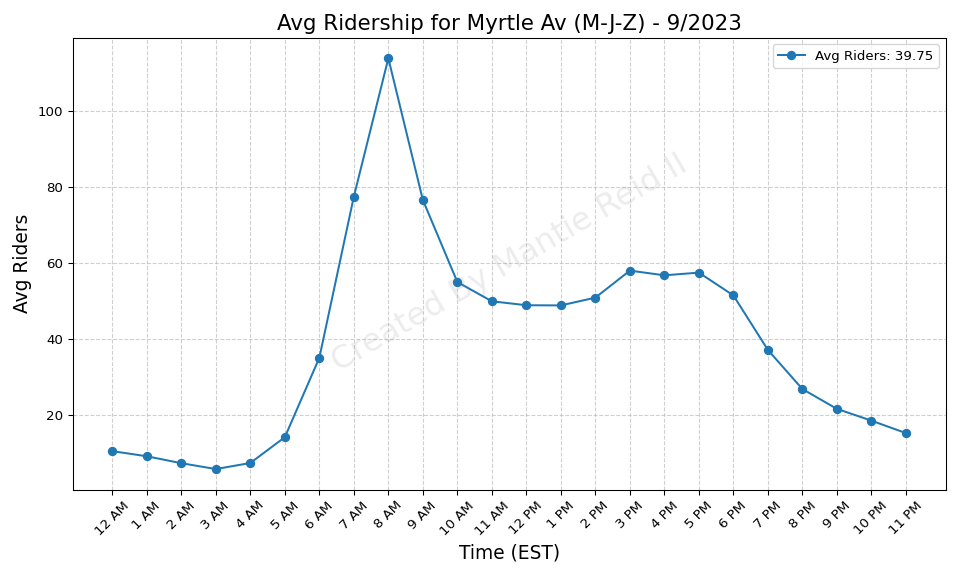 Avg Ridership for Myrtle Av (M-J-Z) - 9/2023
Avg Riders: 39.75
Avg Riders
100
80
60
40
20
Created By Mantie Reid II
12 AM
1 AM
2 AM
3 AM
4 AM
5 AM
6 AM
7 AM
8 AM
9 AM
10 AM
11 AM
12 PM
1 PM
2 PM
3 PM
4 PM
5 PM
6 PM
7 PM
8 PM
9 PM
10 PM
11 PM
Time (EST)